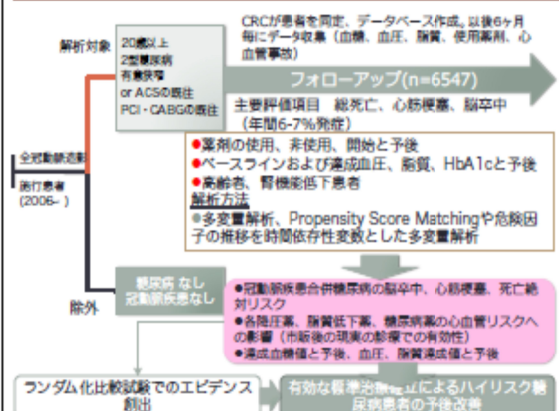 CRCが患者を同定、データベース作成。以後6ヶ月
毎にデータ収集（血糖、血圧、脂質、使用薬剤、心
血管事故）
解析対象
20歳以上
2型糖尿病
有意狭窄
or ACSの既往
PCI・CABGの既往
フォローアップ(n=6547)
主要評価項目 総死亡、心筋梗塞、脳卒中
（年間6-7%発症）
全冠動脈造影
施行患者
(2006- )
●薬剤の使用、非使用、開始と予後
●ベースラインおよび達成血圧、脂質、HbA1cと予後
●高齢者、腎機能低下患者
解析方法
●多変量解析、Propensity Score Matchingや危険因
子の推移を時間依存性変数とした多変量解析
除外
糖尿病 なし
冠動脈疾患なし
●冠動脈疾患合併糖尿病の脳卒中、心筋梗塞、死亡絶
対リスク
●各降圧薬、脂質低下薬、糖尿病薬の心血管リスクへ
の影響（市販後の現実の診療での有効性）
●達成血糖値と予後、血圧、脂質達成値と予後
ランダム化比較試験でのエビデンス
創出
有効な標準治療確立によるハイリスク糖
尿病患者の予後改善